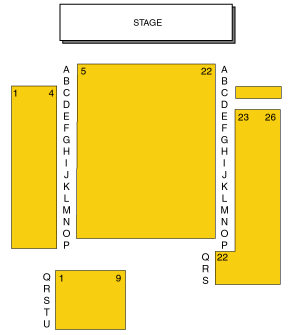 STAGE
A 5 22 A
B B
1 4 C C
D D
E E 23 26
F F
G G
H H
I I
J J
K K
L L
M M
N N
O O
P P
Q 22
R
S
Q 1 9
R
S
T
U